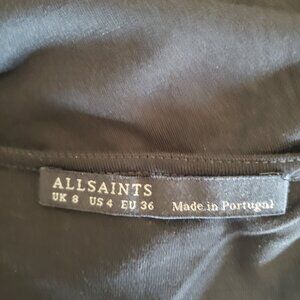 ALLSAINTS
UK 8 US 4 EU 36 Made in Portugal